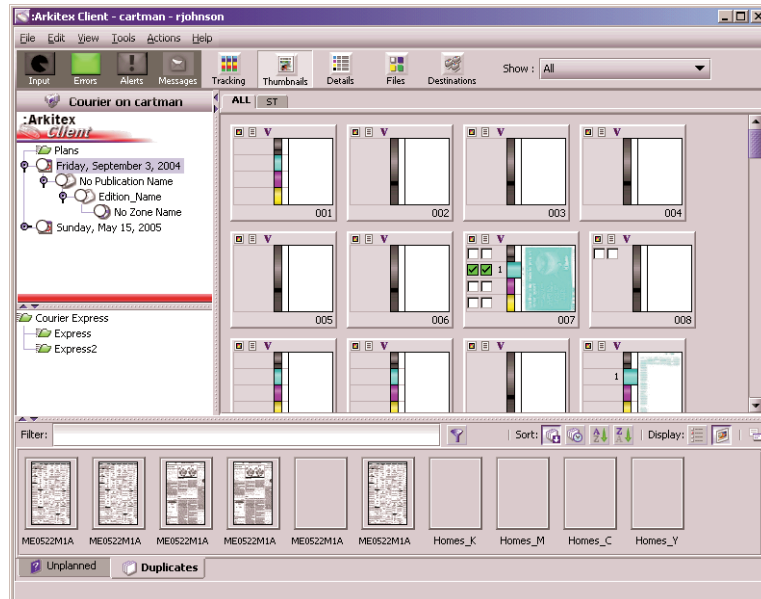 :Arkitex Client - cartman - rjohnson
File Edit View Tools Actions Help
Input Errors Alerts Messages Tracking Thumbnails Details Files Destinations Show : All
Courier on cartman
:Arkitex
Client
Plans
Friday, September 3, 2004
No Publication Name
Edition_Name
No Zone Name
Sunday, May 15, 2005
Courier Express
Express
Express2
ALL ST
V V V V
001 002 003 004
V V V V
1
005 006 007 008
V V V V
1
Filter: Sort: Display:
ME0522M1A ME0522M1A ME0522M1A ME0522M1A ME0522M1A ME0522M1A Homes_K Homes_M Homes_C Homes_Y
Unplanned Duplicates